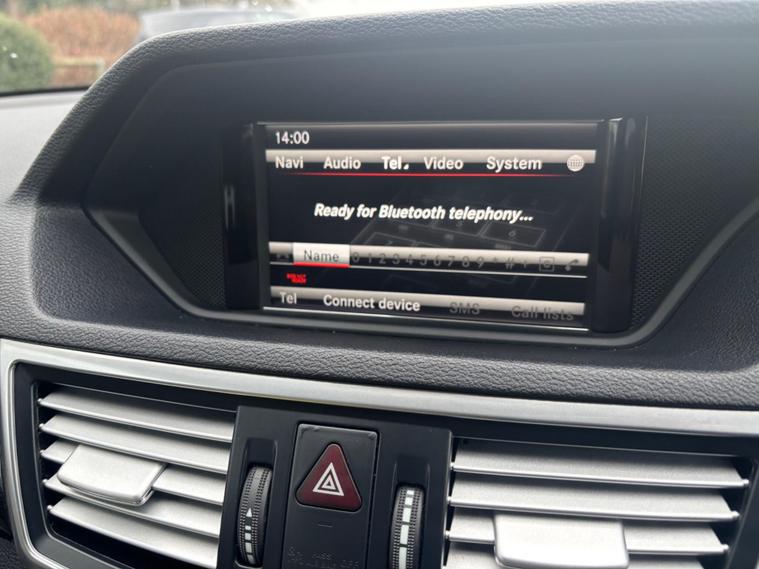 14:00
Navi Audio Tel Video System
Ready for Bluetooth telephony...
Name 0 1 2 3 4 5 6 7 8 9 * # +
Tel Connect device SMS Call lists
PASS